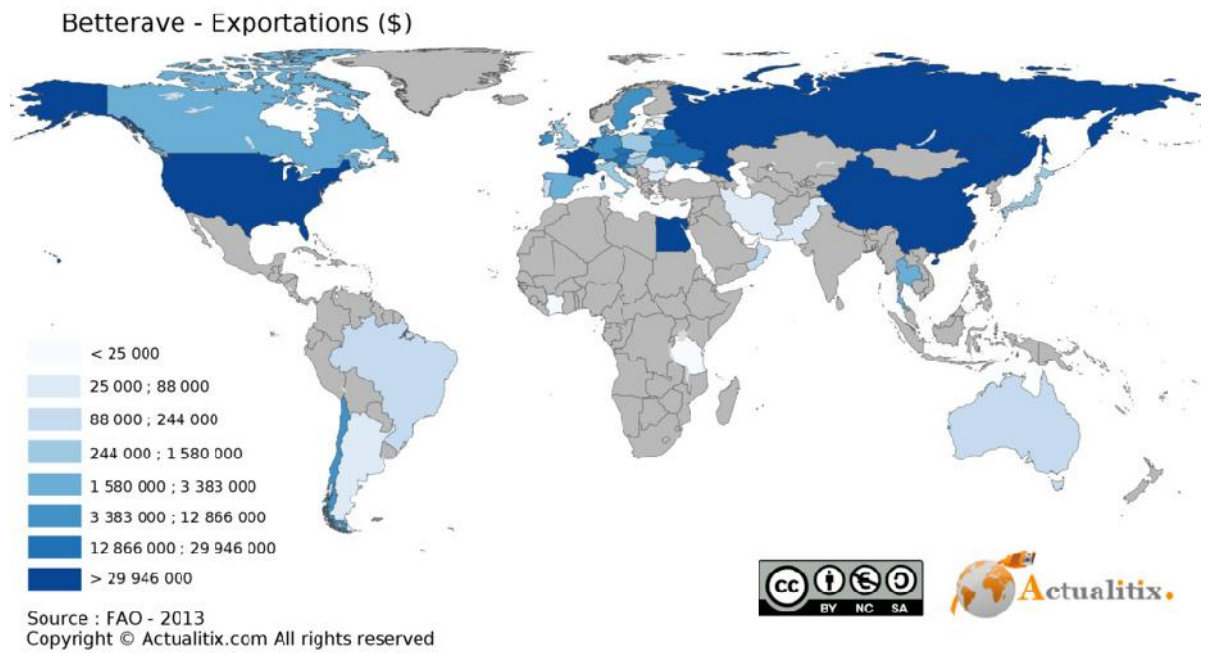 Betterave - Exportations ($)
< 25 000
25 000 ; 88 000
88 000 ; 244 000
244 000 ; 1 580 000
1 580 000 ; 3 383 000
3 383 000 ; 12 866 000
12 866 000 ; 29 946 000
> 29 946 000
cc
BY NC SA
Actualitix.
Source : FAO - 2013
Copyright © Actualitix.com All rights reserved